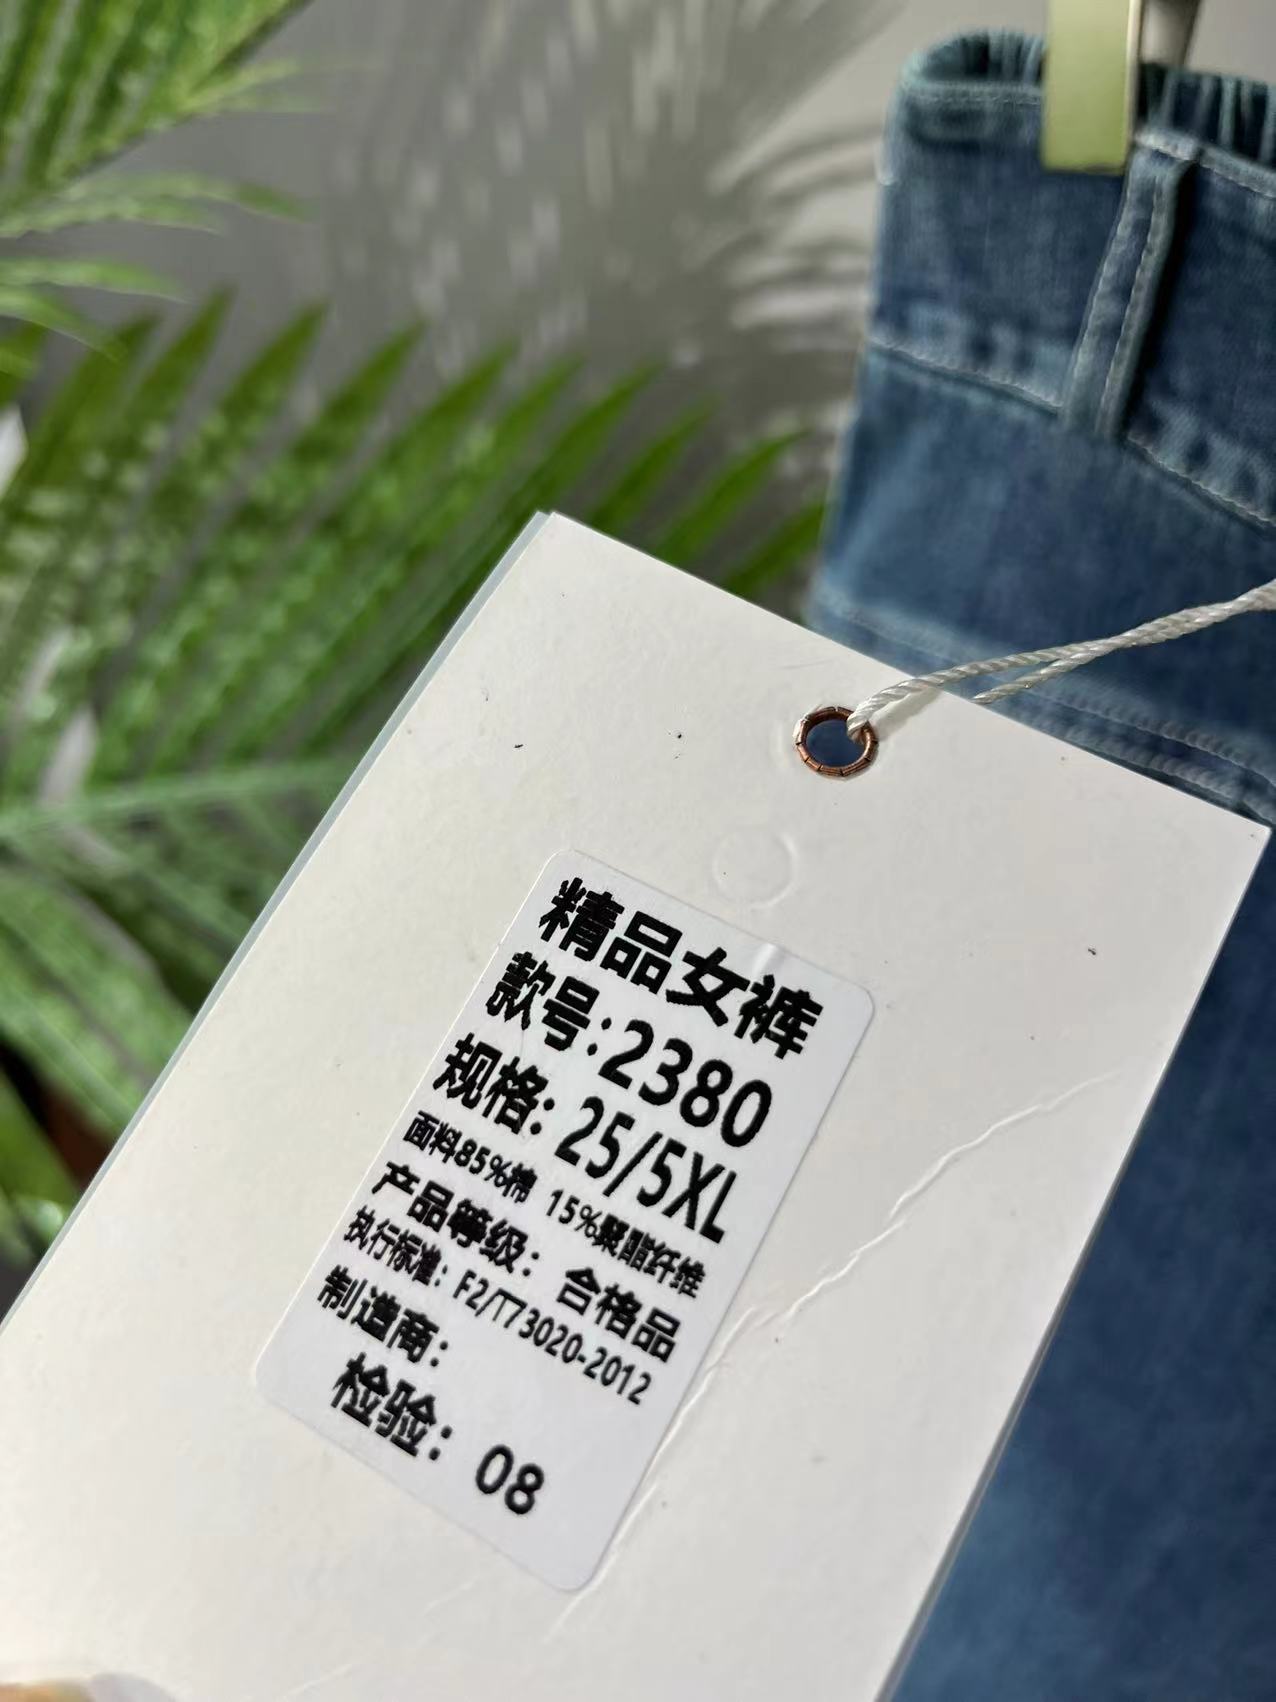 精品女裤
款号:2380
规格: 25/5XL
面料85%棉 15%聚酯纤维
产品等级: 合格品
执行标准: F2/T73020-2012
制造商:
检验: 08